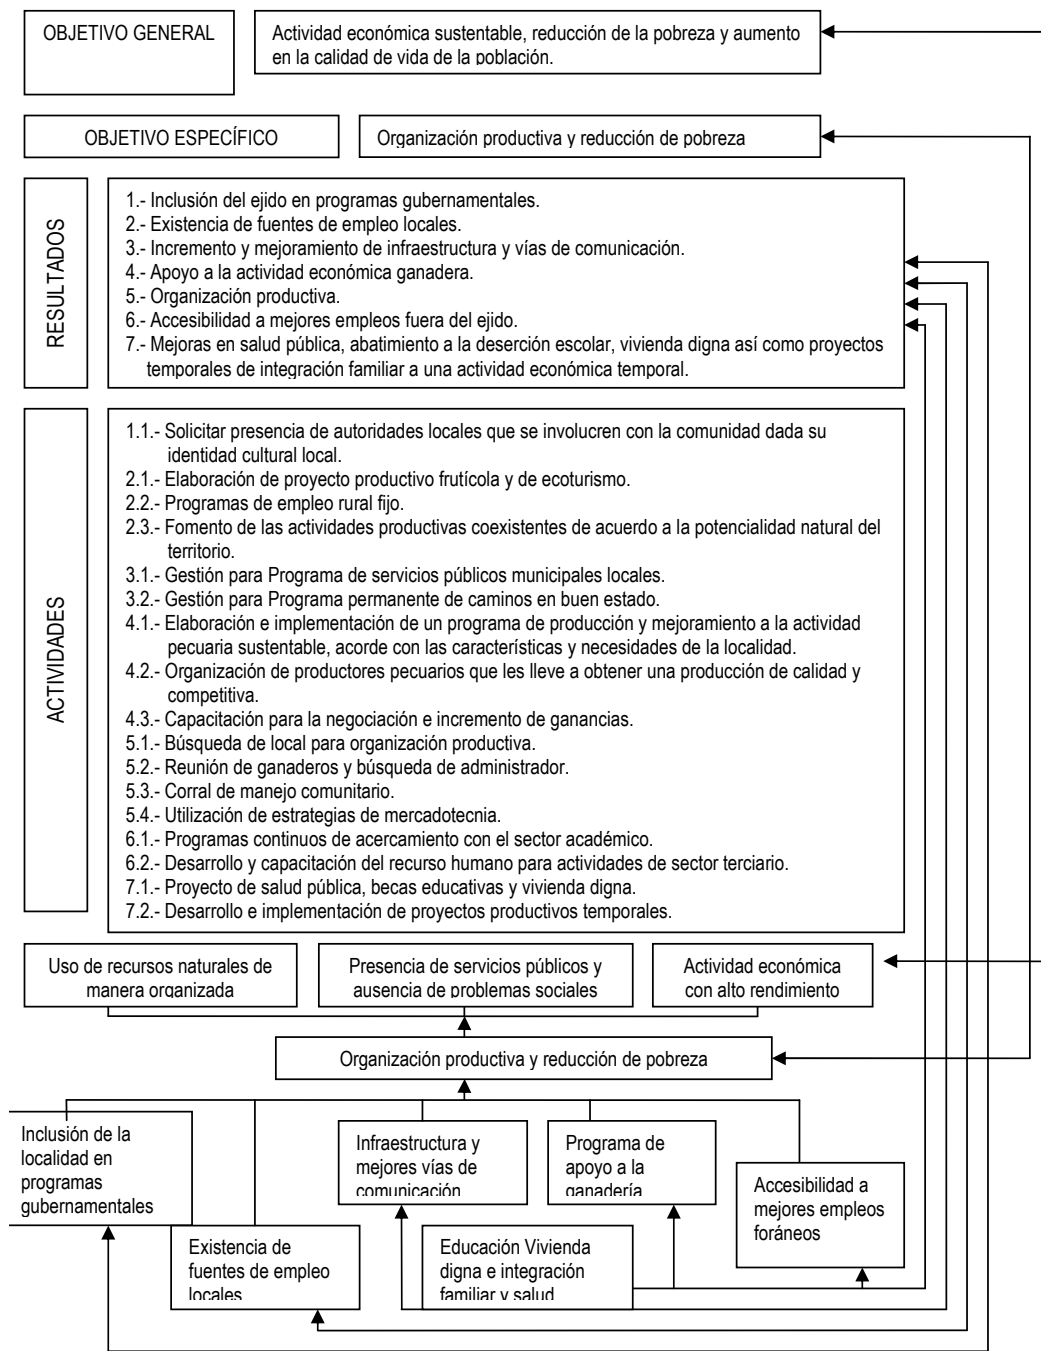 OBJETIVO GENERAL
Actividad económica sustentable, reducción de la pobreza y aumento
en la calidad de vida de la población.
OBJETIVO ESPECÍFICO
Organización productiva y reducción de pobreza
RESULTADOS
1.- Inclusión del ejido en programas gubernamentales.
2.- Existencia de fuentes de empleo locales.
3.- Incremento y mejoramiento de infraestructura y vías de comunicación.
4.- Apoyo a la actividad económica ganadera.
5.- Organización productiva.
6.- Accesibilidad a mejores empleos fuera del ejido.
7.- Mejoras en salud pública, abatimiento a la deserción escolar, vivienda digna así como proyectos
temporales de integración familiar a una actividad económica temporal.
ACTIVIDADES
1.1.- Solicitar presencia de autoridades locales que se involucren con la comunidad dada su
identidad cultural local.
2.1.- Elaboración de proyecto productivo frutícola y de ecoturismo.
2.2.- Programas de empleo rural fijo.
2.3.- Fomento de las actividades productivas coexistentes de acuerdo a la potencialidad natural del
territorio.
3.1.- Gestión para Programa de servicios públicos municipales locales.
3.2.- Gestión para Programa permanente de caminos en buen estado.
4.1.- Elaboración e implementación de un programa de producción y mejoramiento a la actividad
pecuaria sustentable, acorde con las características y necesidades de la localidad.
4.2.- Organización de productores pecuarios que les lleve a obtener una producción de calidad y
competitiva.
4.3.- Capacitación para la negociación e incremento de ganancias.
5.1.- Búsqueda de local para organización productiva.
5.2.- Reunión de ganaderos y búsqueda de administrador.
5.3.- Corral de manejo comunitario.
5.4.- Utilización de estrategias de mercadotecnia.
6.1.- Programas continuos de acercamiento con el sector académico.
6.2.- Desarrollo y capacitación del recurso humano para actividades de sector terciario.
7.1.- Proyecto de salud pública, becas educativas y vivienda digna.
7.2.- Desarrollo e implementación de proyectos productivos temporales.
Uso de recursos naturales de
manera organizada
Presencia de servicios públicos y
ausencia de problemas sociales
Actividad económica
con alto rendimiento
Organización productiva y reducción de pobreza
Inclusión de la
localidad en
programas
gubernamentales
Existencia de
fuentes de empleo
locales
Infraestructura y
mejores vías de
comunicación
Educación Vivienda
digna e integración
familiar y salud
Programa de
apoyo a la
ganadería
Accesibilidad a
mejores empleos
foráneos